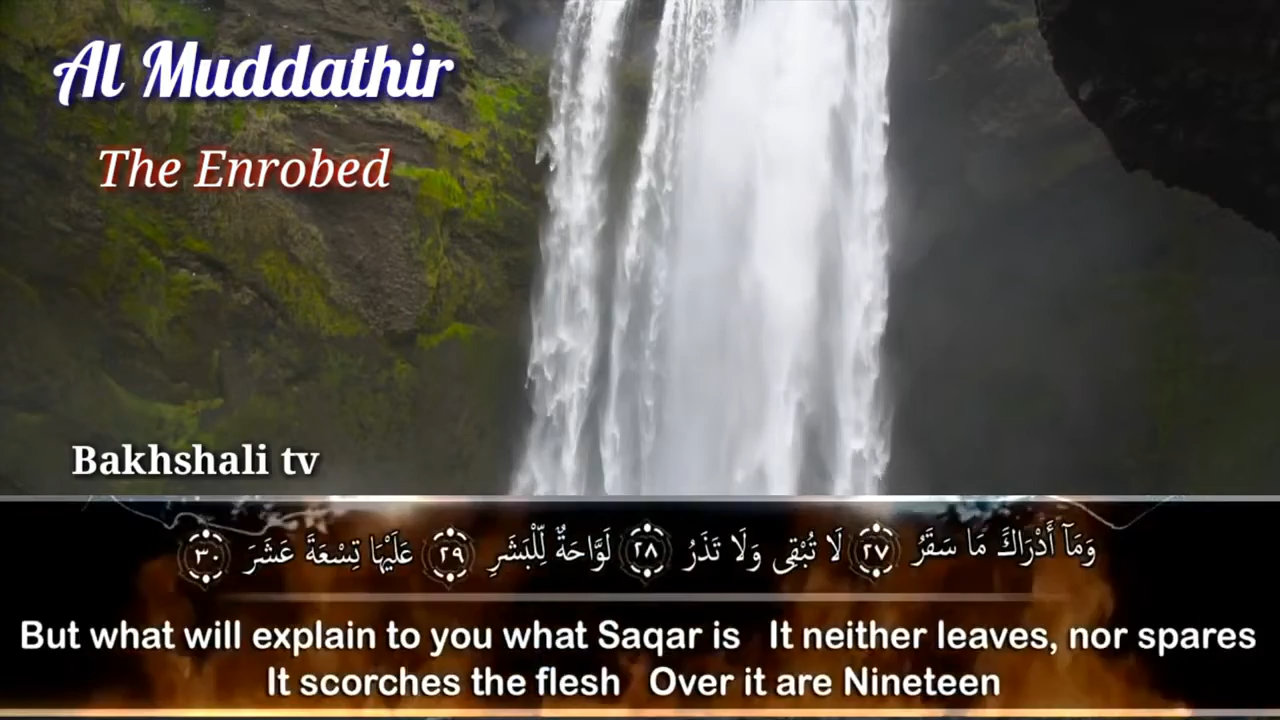 Al Muddathir
The Enrobed
Bakhshali tv
وَمَآ أَدْرَاكَ مَا سَقَرُ ٢٧ لَا تُبْقِى وَلَا تَذَرُ ٢٨ لَوَّاحَةٌ لِّلْبَشَرِ ٢٩ عَلَيْهَا تِسْعَةَ عَشَرَ ٣٠
But what will explain to you what Saqar is It neither leaves, nor spares
It scorches the flesh Over it are Nineteen